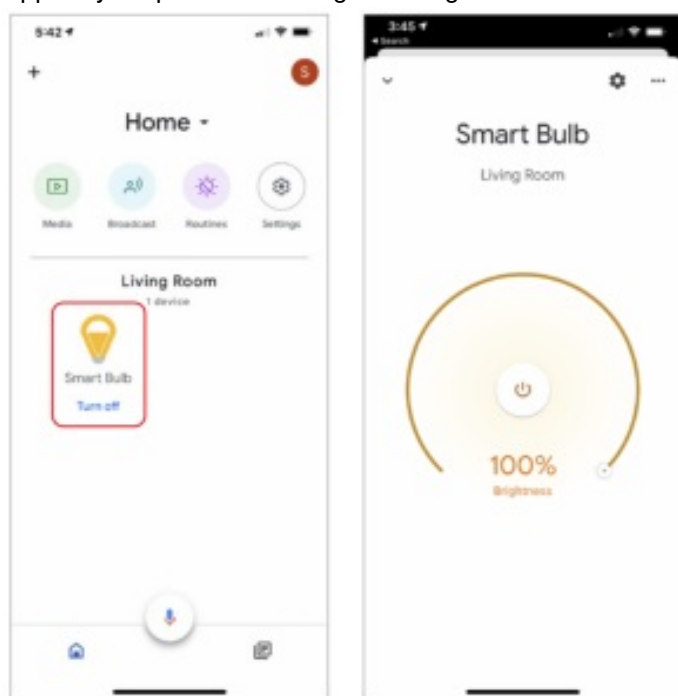 5:42
S
Home
Media Broadcast Routines Settings
Living Room
1 device
Smart Bulb
Turn off
3:45
Search
Smart Bulb
Living Room
100%
Brightness